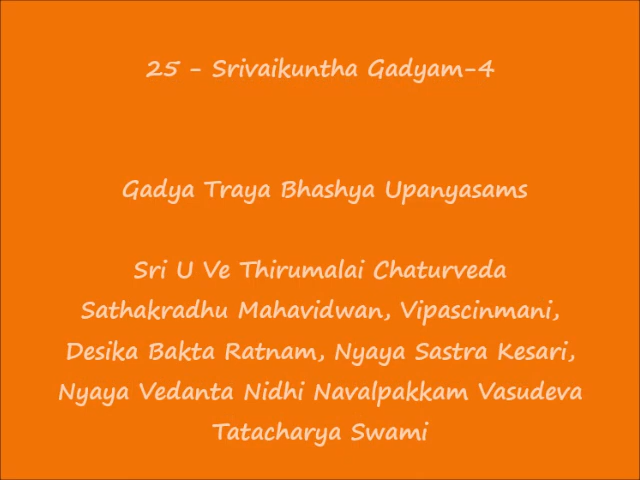 25 - Srivaikuntha Gadyam-4
Gadya Traya Bhashya Upanyasams
Sri U Ve Thirumalai Chaturveda
Sathakradhu Mahavidwan, Vipascinmani,
Desika Bakta Ratnam, Nyaya Sastra Kesari,
Nyaya Vedanta Nidhi Navalpakkam Vasudeva
Tatacharya Swami